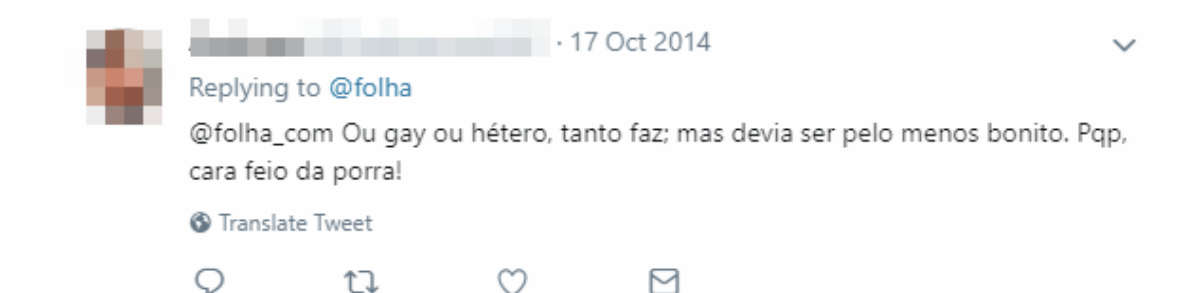 · 17 Oct 2014
Replying to @folha
@folha_com Ou gay ou hétero, tanto faz; mas devia ser pelo menos bonito. Pqp,
cara feio da porra!
Translate Tweet